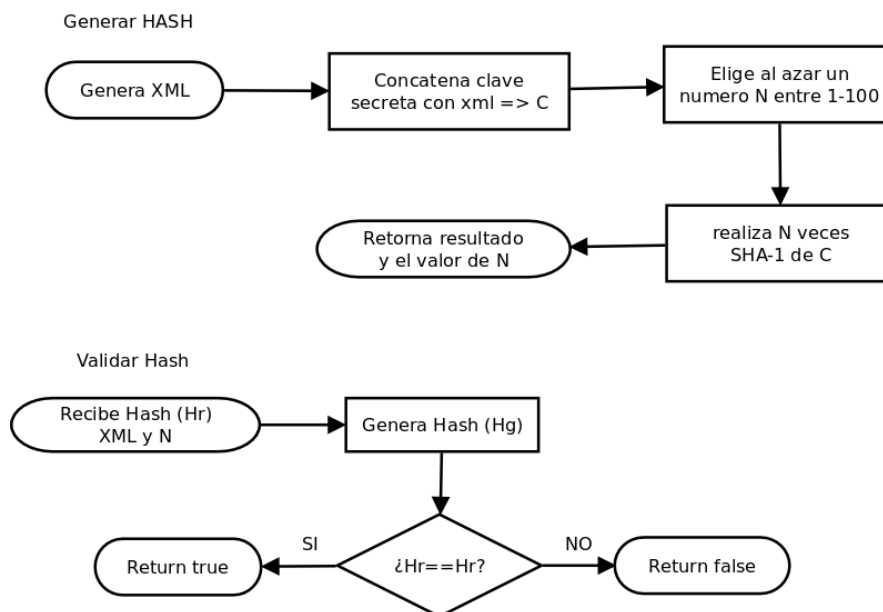 Generar HASH
Genera XML
Concatena clave
secreta con xml => C
Elige al azar un
numero N entre 1-100
realiza N veces
SHA-1 de C
Retorna resultado
y el valor de N
Validar Hash
Recibe Hash (Hr)
XML y N
Genera Hash (Hg)
¿Hr==Hr?
SI
Return true
NO
Return false